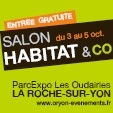 ENTRÉE GRATUITE
SALON du 3 au 5 oct.
HABITAT & CO
ParcExpo Les Oudairies
LA ROCHE-SUR-YON
www.oryon-evenements.fr